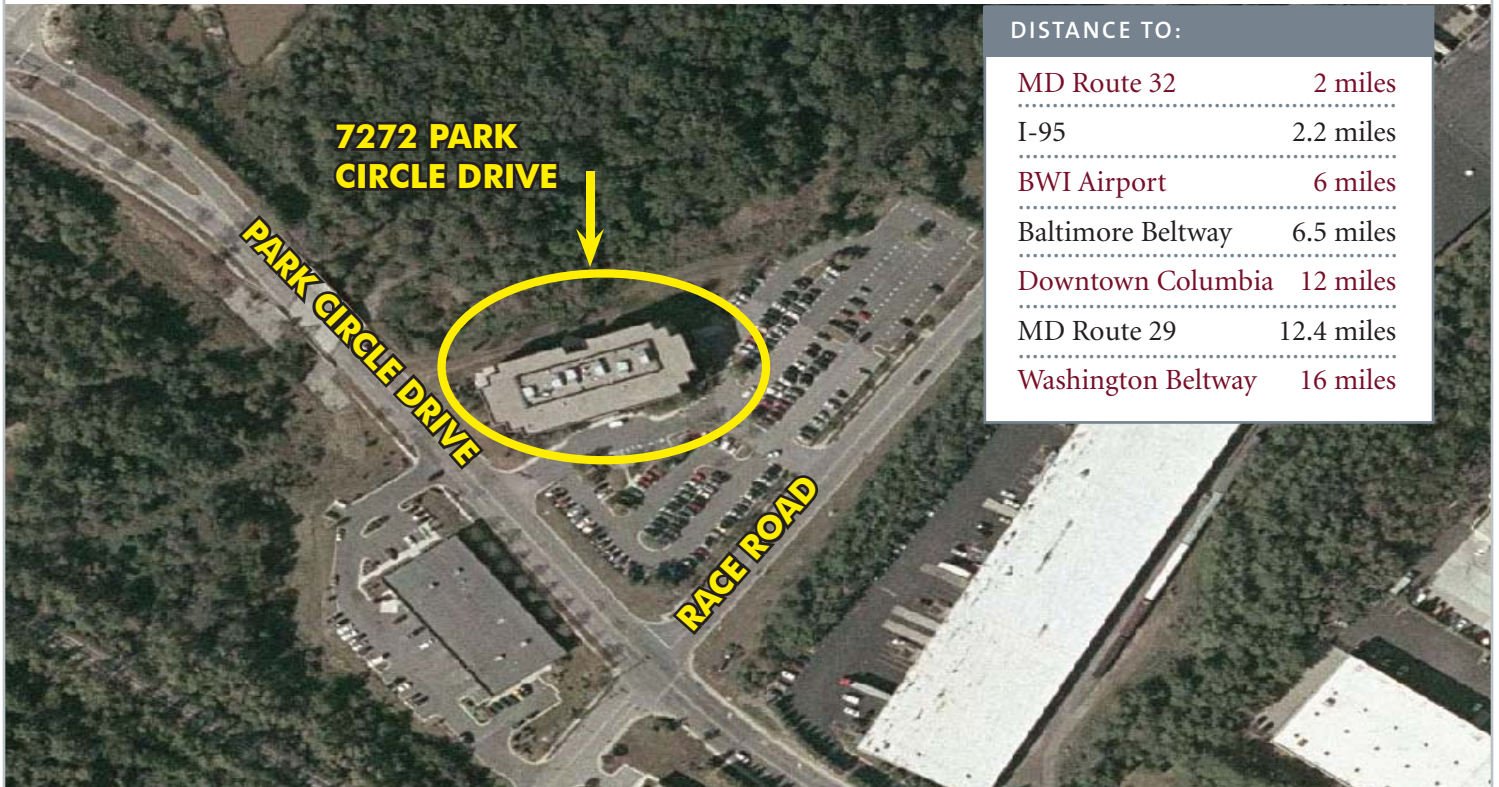 DISTANCE TO:
MD Route 32 2 miles
I-95 2.2 miles
BWI Airport 6 miles
Baltimore Beltway 6.5 miles
Downtown Columbia 12 miles
MD Route 29 12.4 miles
Washington Beltway 16 miles
7272 PARK
CIRCLE DRIVE
PARK CIRCLE DRIVE
RACE ROAD